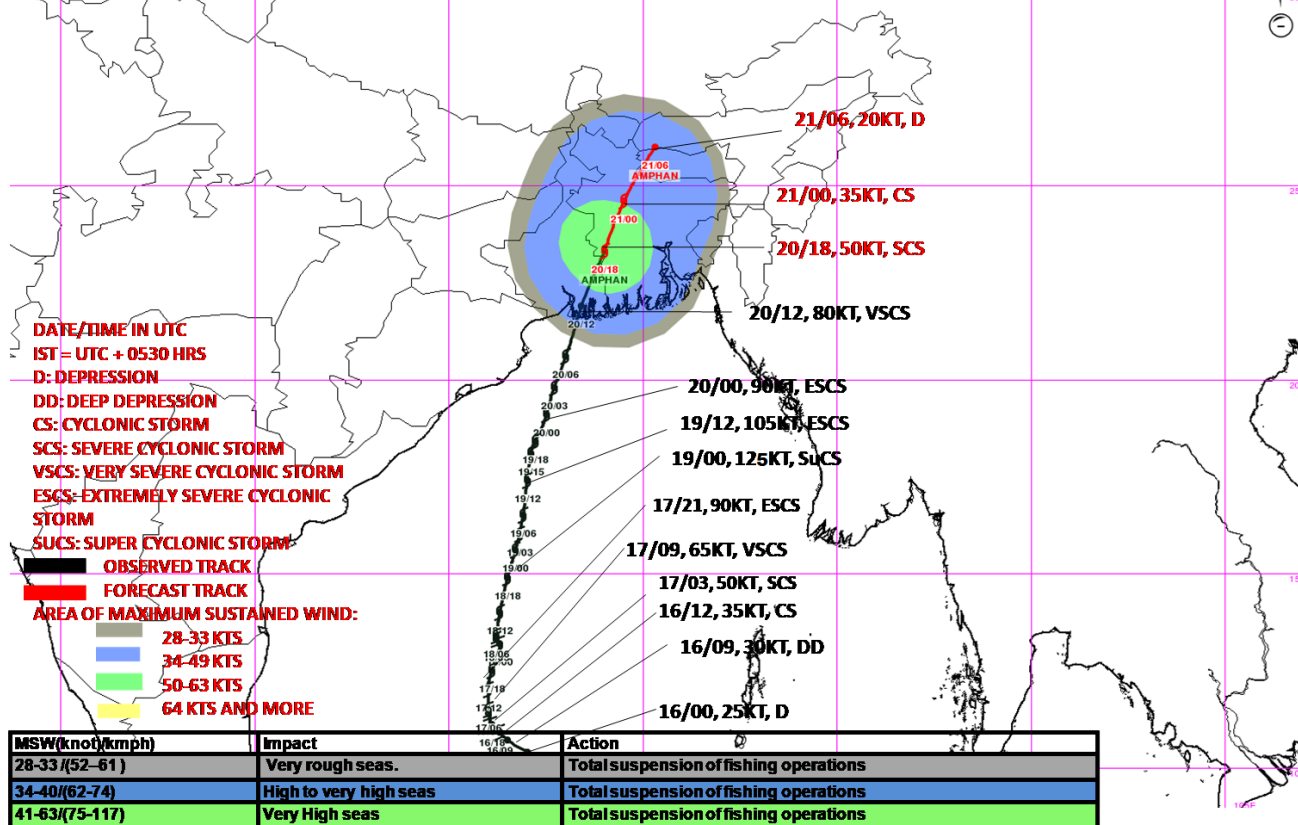 21/06, 20KT, D
21/06
AMPHAN
21/00, 35KT, CS
21/00
20/18, 50KT, SCS
20/18
AMPHAN
20/12, 80KT, VSCS
20/12
DATE/TIME IN UTC
IST = UTC + 0530 HRS
D: DEPRESSION
DD: DEEP DEPRESSION
CS: CYCLONIC STORM
SCS: SEVERE CYCLONIC STORM
VSCS: VERY SEVERE CYCLONIC STORM
ESCS: EXTREMELY SEVERE CYCLONIC
STORM
SUCS: SUPER CYCLONIC STORM
OBSERVED TRACK
FORECAST TRACK
AREA OF MAXIMUM SUSTAINED WIND:
28-33 KTS
34-49 KTS
50-63 KTS
64 KTS AND MORE
20/06
20/03
20/00
19/18
19/15
19/12
19/06
19/03
19/00
18/18
18/12
18/06
17/18
17/12
17/06
16/18
16/09
20/00, 90KT, ESCS
19/12, 105KT, ESCS
19/00, 125KT, SuCS
17/21, 90KT, ESCS
17/09, 65KT, VSCS
17/03, 50KT, SCS
16/12, 35KT, CS
16/09, 30KT, DD
16/00, 25KT, D
MSW(knot)/kmph) Impact Action
28-33/(52–61 ) Very rough seas. Total suspension of fishing operations
34-40/(62-74) High to very high seas Total suspension of fishing operations
41-63/(75-117) Very High seas Total suspension of fishing operations